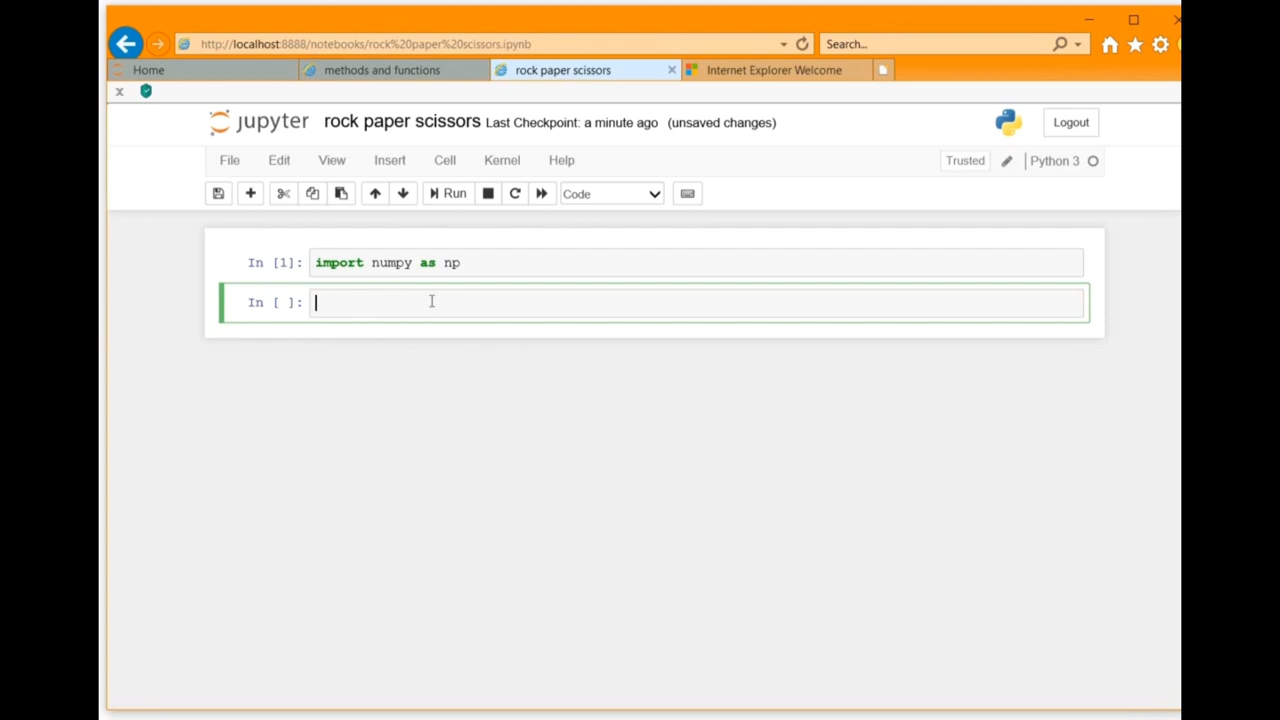 http://localhost:8888/notebooks/rock%20paper%20scissors.ipynb
Search...
Home
methods and functions
rock paper scissors
Internet Explorer Welcome
x
jupyter rock paper scissors Last Checkpoint: a minute ago (unsaved changes)
Logout
File Edit View Insert Cell Kernel Help
Trusted
Python 3
Run
Code
In [1]: import numpy as np
In [ ]: